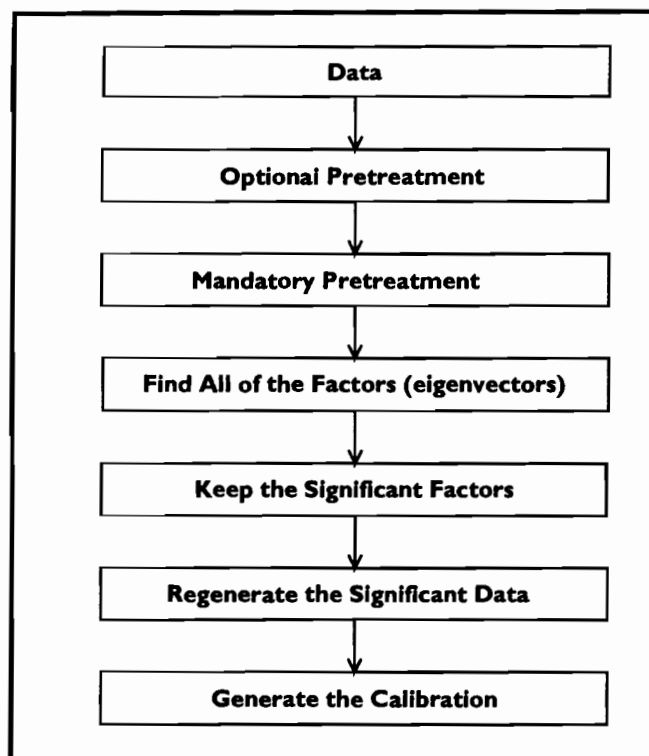 Data
Optional Pretreatment
Mandatory Pretreatment
Find All of the Factors (eigenvectors)
Keep the Significant Factors
Regenerate the Significant Data
Generate the Calibration